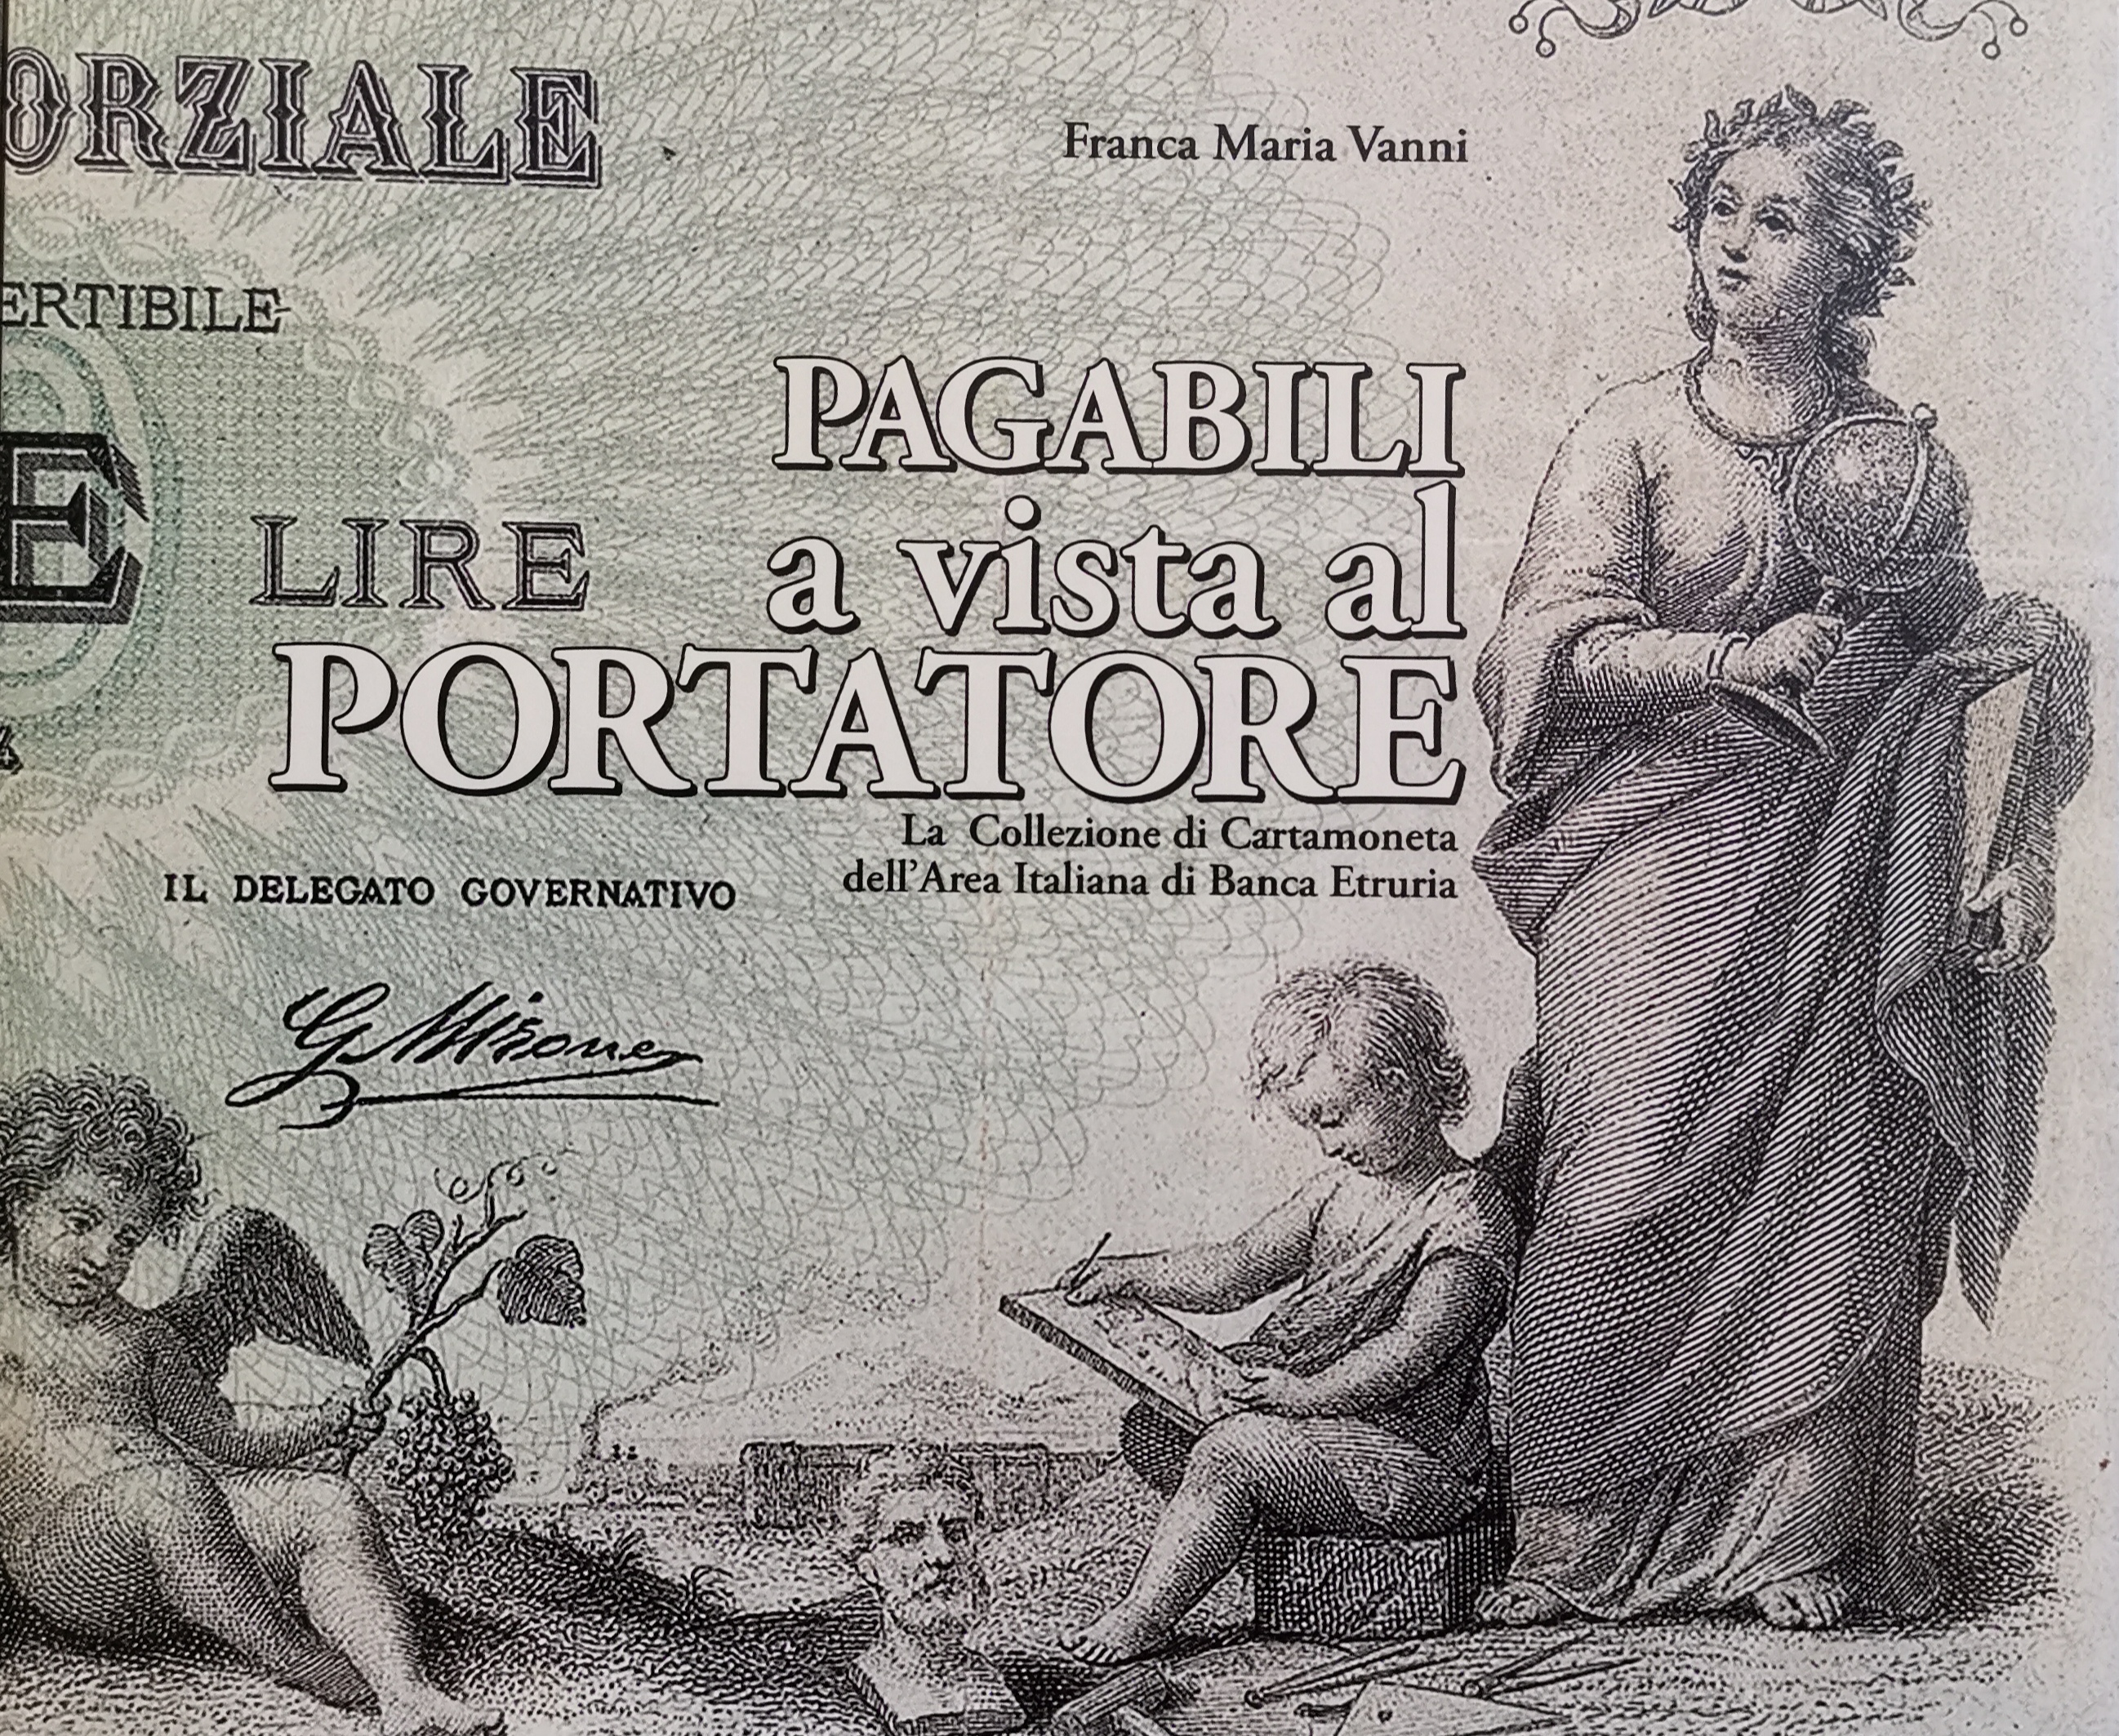 ORZIALE
Franca Maria Vanni
ERTIBILE
PAGABILI
a vista al
E LIRE
PORTATORE
La Collezione di Cartamoneta
dell'Area Italiana di Banca Etruria
IL DELEGATO GOVERNATIVO